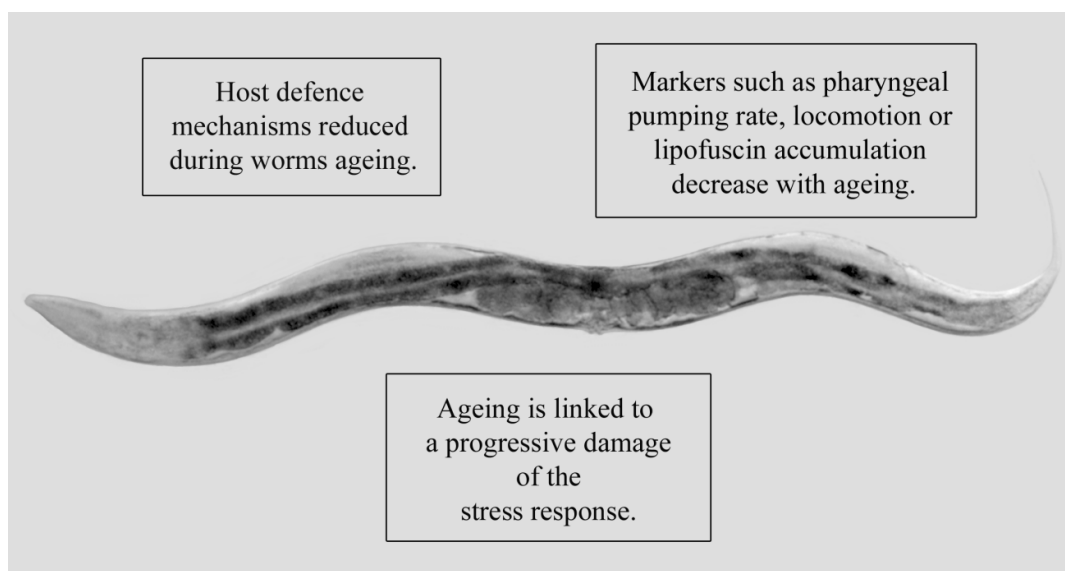 Host defence
mechanisms reduced
during worms ageing.
Markers such as pharyngeal
pumping rate, locomotion or
lipofuscin accumulation
decrease with ageing.
Ageing is linked to
a progressive damage
of the
stress response.